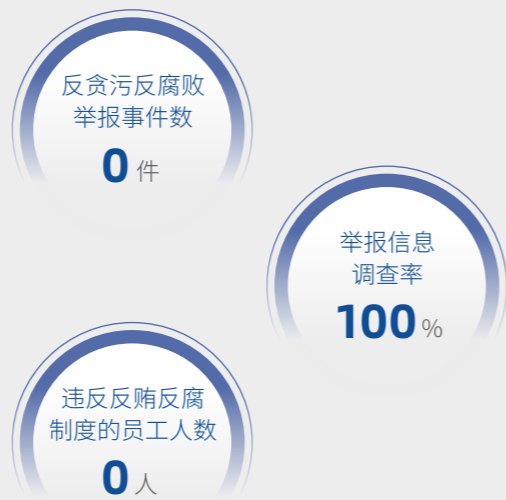 反贪污反腐败
举报事件数
0 件
举报信息
调查率
100 %
违反反贿反腐
制度的员工人数
0 人